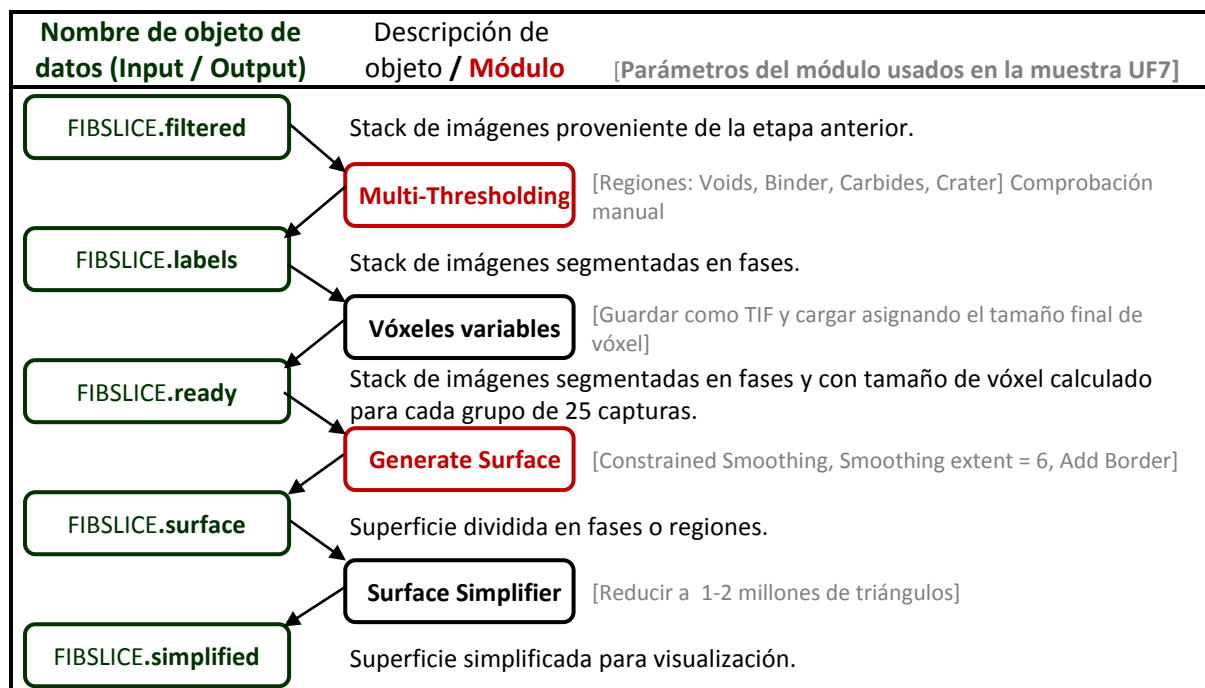 Nombre de objeto de
datos (Input / Output)
Descripción de
objeto / Módulo
[Parámetros del módulo usados en la muestra UF7]
FIBSLICE.filtered
Stack de imágenes proveniente de la etapa anterior.
Multi-Thresholding
[Regiones: Voids, Binder, Carbides, Crater] Comprobación
manual
FIBSLICE.labels
Stack de imágenes segmentadas en fases.
Vóxeles variables
[Guardar como TIF y cargar asignando el tamaño final de
vóxel]
FIBSLICE.ready
Stack de imágenes segmentadas en fases y con tamaño de vóxel calculado
para cada grupo de 25 capturas.
Generate Surface
[Constrained Smoothing, Smoothing extent = 6, Add Border]
FIBSLICE.surface
Superficie dividida en fases o regiones.
Surface Simplifier
[Reducir a 1-2 millones de triángulos]
FIBSLICE.simplified
Superficie simplificada para visualización.